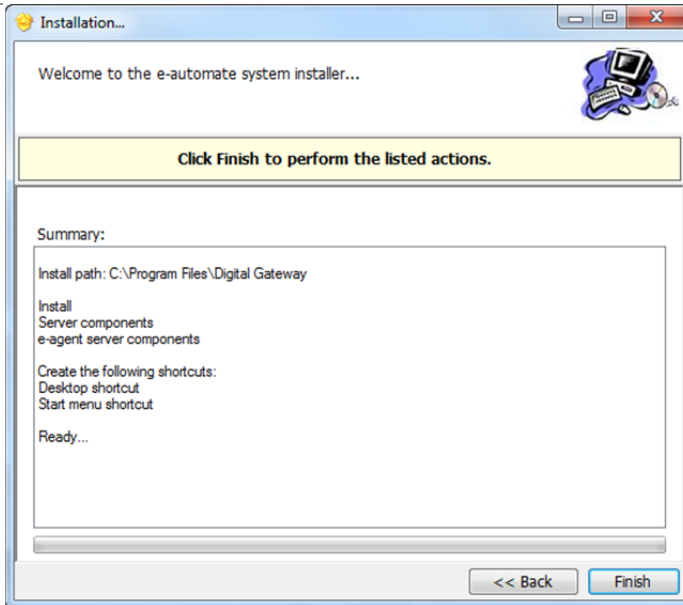 Installation...
Welcome to the e-automate system installer...
Click Finish to perform the listed actions.
Summary:
Install path: C:\Program Files\Digital Gateway
Install
Server components
e-agent server components
Create the following shortcuts:
Desktop shortcut
Start menu shortcut
Ready...
<< Back
Finish